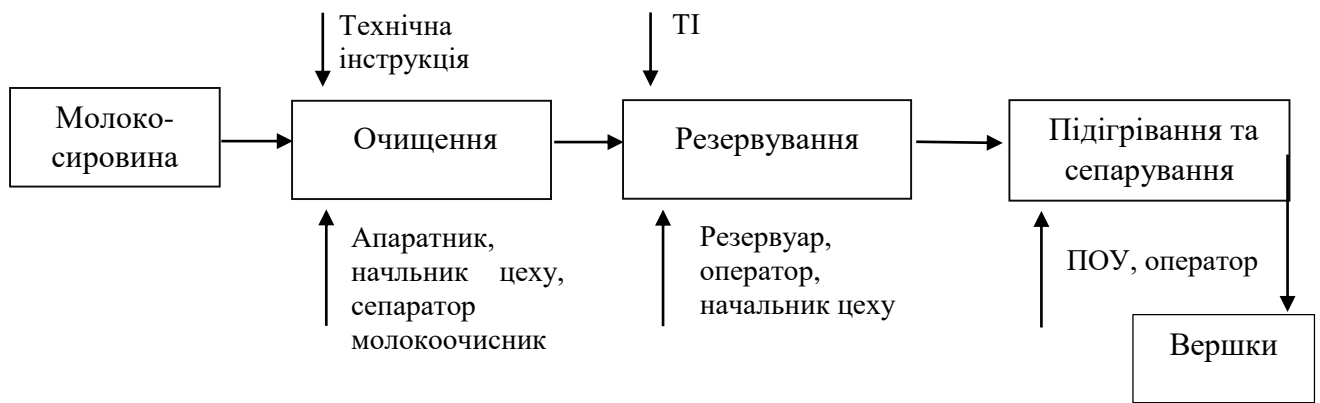 Технічна
інструкція
ТІ
Молоко-
сировина
Очищення
Резервування
Підігрівання та
сепарування
Апаратник,
начльник цеху,
сепаратор
молокоочисник
Резервуар,
оператор,
начальник цеху
ПОУ, оператор
Вершки